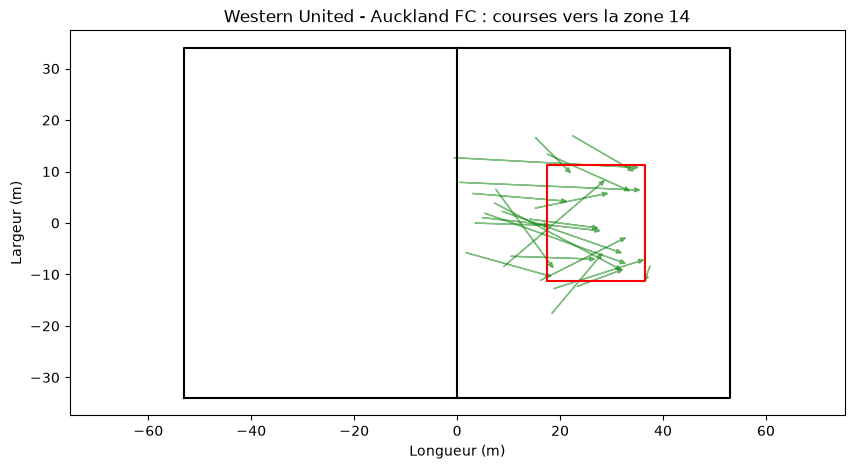 Western United - Auckland FC : courses vers la zone 14
Largeur (m)
30
20
10
0
−10
−20
−30
−60 −40 −20 0 20 40 60
Longueur (m)